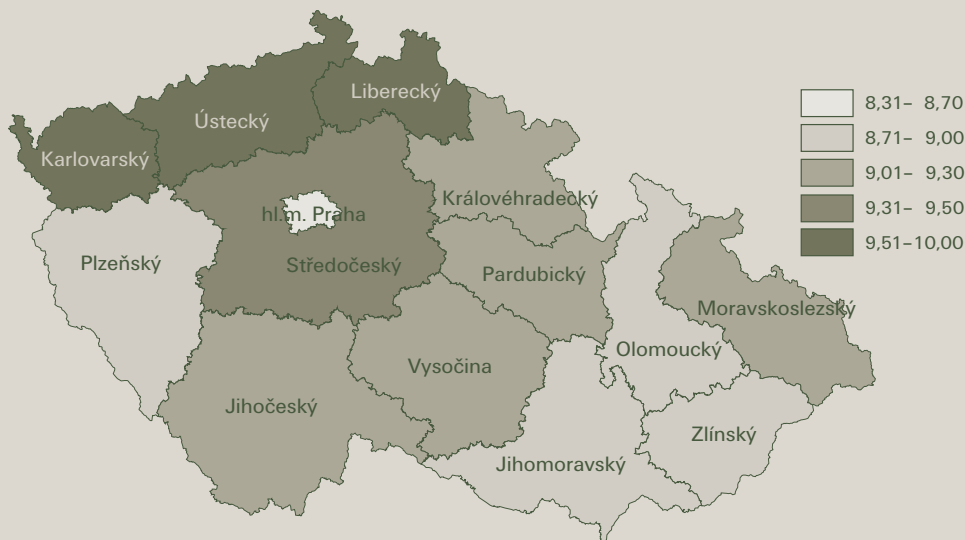 Liberecký
Ústecký
Karlovarský
Královéhradecký
hl.m. Praha
Plzeňský
Středočeský
Pardubický
Moravskoslezský
Olomoucký
Vysočina
Jihočeský
Zlínský
Jihomoravský
8,31– 8,70
8,71– 9,00
9,01– 9,30
9,31– 9,50
9,51–10,00